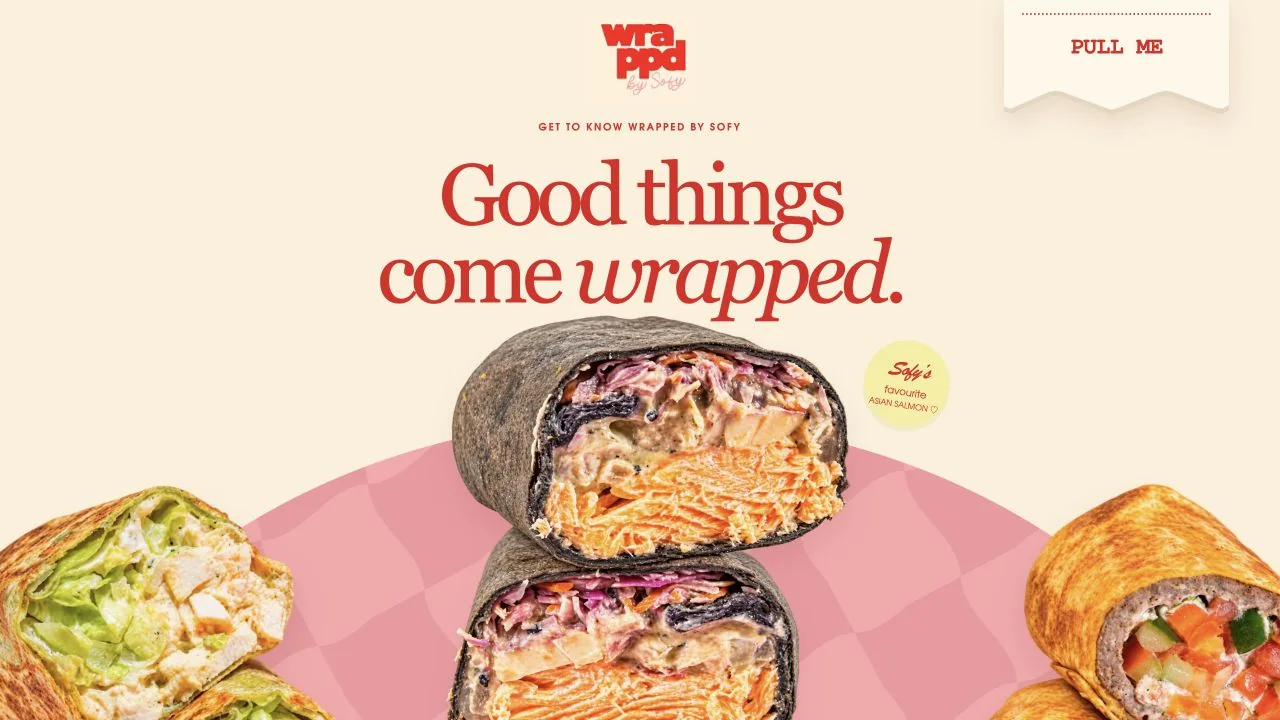 wra
ppd
by Sofy
PULL ME
GET TO KNOW WRAPPED BY SOFY
Good things
come wrapped.
Sofy's
favourite
ASIAN SALMON ♡